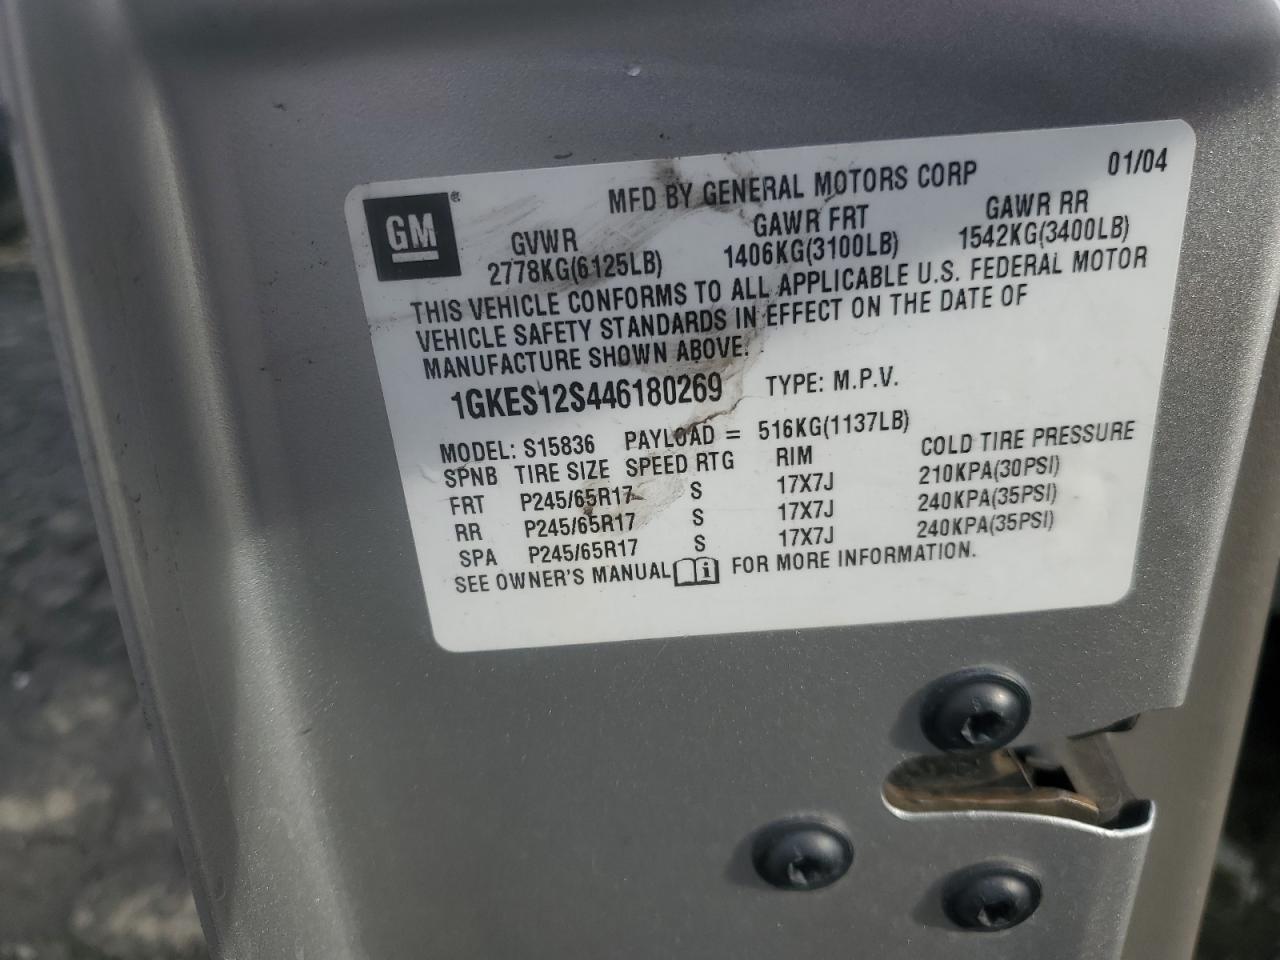 MFD BY GENERAL MOTORS CORP 01/04
GM®
GVWR GAWR FRT GAWR RR
2778KG(6125LB) 1406KG(3100LB) 1542KG(3400LB)
THIS VEHICLE CONFORMS TO ALL APPLICABLE U.S. FEDERAL MOTOR
VEHICLE SAFETY STANDARDS IN EFFECT ON THE DATE OF
MANUFACTURE SHOWN ABOVE.
1GKES12S446180269 TYPE: M.P.V.
MODEL: S15836 PAYLOAD = 516KG(1137LB)
SPNB TIRE SIZE SPEED RTG RIM COLD TIRE PRESSURE
FRT P245/65R17 S 17X7J 210KPA(30PSI)
RR P245/65R17 S 17X7J 240KPA(35PSI)
SPA P245/65R17 S 17X7J 240KPA(35PSI)
SEE OWNER'S MANUAL i FOR MORE INFORMATION.